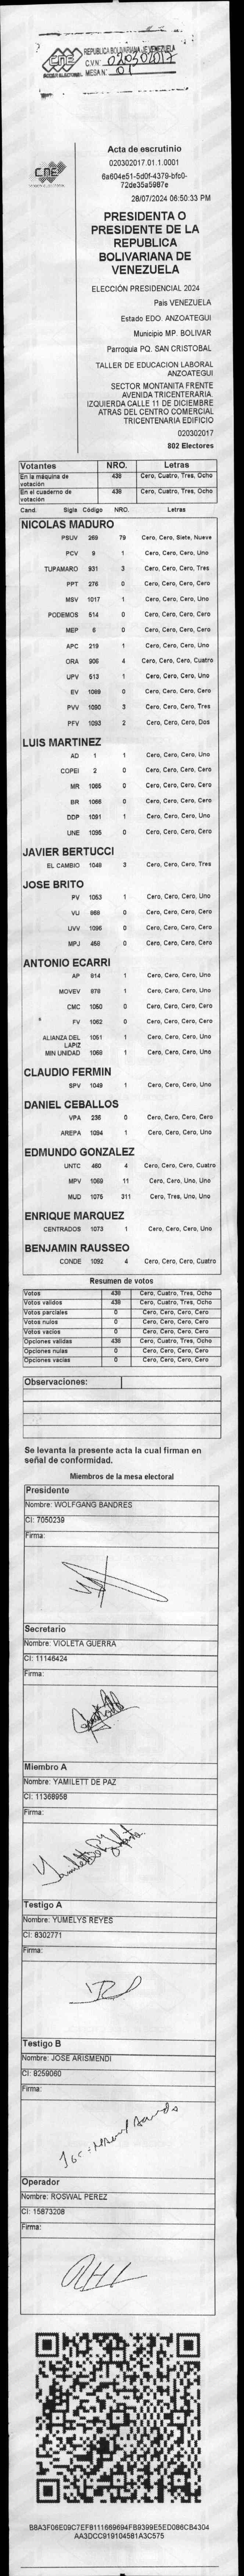 REPUBLICA BOLIVARIANA DE VENEZUELA
C.V.N°: 020302017
MESA N° 01
PODER ELECTORAL
CNE
Acta de escrutinio
020302017.01.1.0001
6a604e51-5d0f-4379-bfc0-
72de35a5987e
28/07/2024 06:50:33 PM
PRESIDENTA O
PRESIDENTE DE LA
REPUBLICA
BOLIVARIANA DE
VENEZUELA
ELECCIÓN PRESIDENCIAL 2024
Pais VENEZUELA
Estado EDO. ANZOATEGUI
Municipio MP. BOLIVAR
Parroquia PQ. SAN CRISTOBAL
TALLER DE EDUCACION LABORAL
ANZOATEGUI
SECTOR MONTANITA FRENTE
AVENIDA TRICENTERARIA.
IZQUIERDA CALLE 11 DE DICIEMBRE
ATRAS DEL CENTRO COMERCIAL
TRICENTENARIA EDIFICIO
020302017
802 Electores
Votantes NRO. Letras
En la máquina de votación 438 Cero, Cuatro, Tres, Ocho
En el cuaderno de votación 438 Cero, Cuatro, Tres, Ocho
Cand. Sigla Código NRO. Letras
NICOLAS MADURO
PSUV 269 79 Cero, Cero, Siete, Nueve
PCV 9 1 Cero, Cero, Cero, Uno
TUPAMARO 931 3 Cero, Cero, Cero, Tres
PPT 276 0 Cero, Cero, Cero, Cero
MSV 1017 1 Cero, Cero, Cero, Uno
PODEMOS 514 0 Cero, Cero, Cero, Cero
MEP 6 0 Cero, Cero, Cero, Cero
APC 219 1 Cero, Cero, Cero, Uno
ORA 906 4 Cero, Cero, Cero, Cuatro
UPV 513 1 Cero, Cero, Cero, Uno
EV 1089 0 Cero, Cero, Cero, Cero
PVV 1090 3 Cero, Cero, Cero, Tres
PFV 1093 2 Cero, Cero, Cero, Dos
LUIS MARTINEZ
AD 1 1 Cero, Cero, Cero, Uno
COPEI 2 0 Cero, Cero, Cero, Cero
MR 1065 0 Cero, Cero, Cero, Cero
BR 1066 0 Cero, Cero, Cero, Cero
DDP 1091 1 Cero, Cero, Cero, Uno
UNE 1095 0 Cero, Cero, Cero, Cero
JAVIER BERTUCCI
EL CAMBIO 1048 3 Cero, Cero, Cero, Tres
JOSE BRITO
PV 1053 1 Cero, Cero, Cero, Uno
VU 868 0 Cero, Cero, Cero, Cero
UVV 1096 0 Cero, Cero, Cero, Cero
MPJ 458 0 Cero, Cero, Cero, Cero
ANTONIO ECARRI
AP 814 1 Cero, Cero, Cero, Uno
MOVEV 878 1 Cero, Cero, Cero, Uno
CMC 1050 0 Cero, Cero, Cero, Cero
FV 1052 0 Cero, Cero, Cero, Cero
ALIANZA DEL LAPIZ 1051 1 Cero, Cero, Cero, Uno
MIN UNIDAD 1068 1 Cero, Cero, Cero, Uno
CLAUDIO FERMIN
SPV 1049 1 Cero, Cero, Cero, Uno
DANIEL CEBALLOS
VPA 236 0 Cero, Cero, Cero, Cero
AREPA 1094 1 Cero, Cero, Cero, Uno
EDMUNDO GONZALEZ
UNTC 460 4 Cero, Cero, Cero, Cuatro
MPV 1069 11 Cero, Cero, Uno, Uno
MUD 1075 311 Cero, Tres, Uno, Uno
ENRIQUE MARQUEZ
CENTRADOS 1073 1 Cero, Cero, Cero, Uno
BENJAMIN RAUSSEO
CONDE 1092 4 Cero, Cero, Cero, Cuatro
Resumen de votos
Votos 438 Cero, Cuatro, Tres, Ocho
Votos validos 438 Cero, Cuatro, Tres, Ocho
Votos parciales 0 Cero, Cero, Cero, Cero
Votos nulos 0 Cero, Cero, Cero, Cero
Votos vacios 0 Cero, Cero, Cero, Cero
Opciones validas 438 Cero, Cuatro, Tres, Ocho
Opciones nulas 0 Cero, Cero, Cero, Cero
Opciones vacias 0 Cero, Cero, Cero, Cero
Observaciones:
Se levanta la presente acta la cual firman en
señal de conformidad.
Miembros de la mesa electoral
Presidente
Nombre: WOLFGANG BANDRES
CI: 7050239
Firma:
Secretario
Nombre: VIOLETA GUERRA
CI: 11146424
Firma:
Miembro A
Nombre: YAMILETT DE PAZ
CI: 11368958
Firma:
Testigo A
Nombre: YUMELYS REYES
CI: 8302771
Firma:
Testigo B
Nombre: JOSE ARISMENDI
CI: 8259060
Firma:
Operador
Nombre: ROSWAL PEREZ
CI: 15873208
Firma:
B8A3F06E09C7EF8111669694FB9399E5ED086CB4304
AA3DCC919104581A3C575